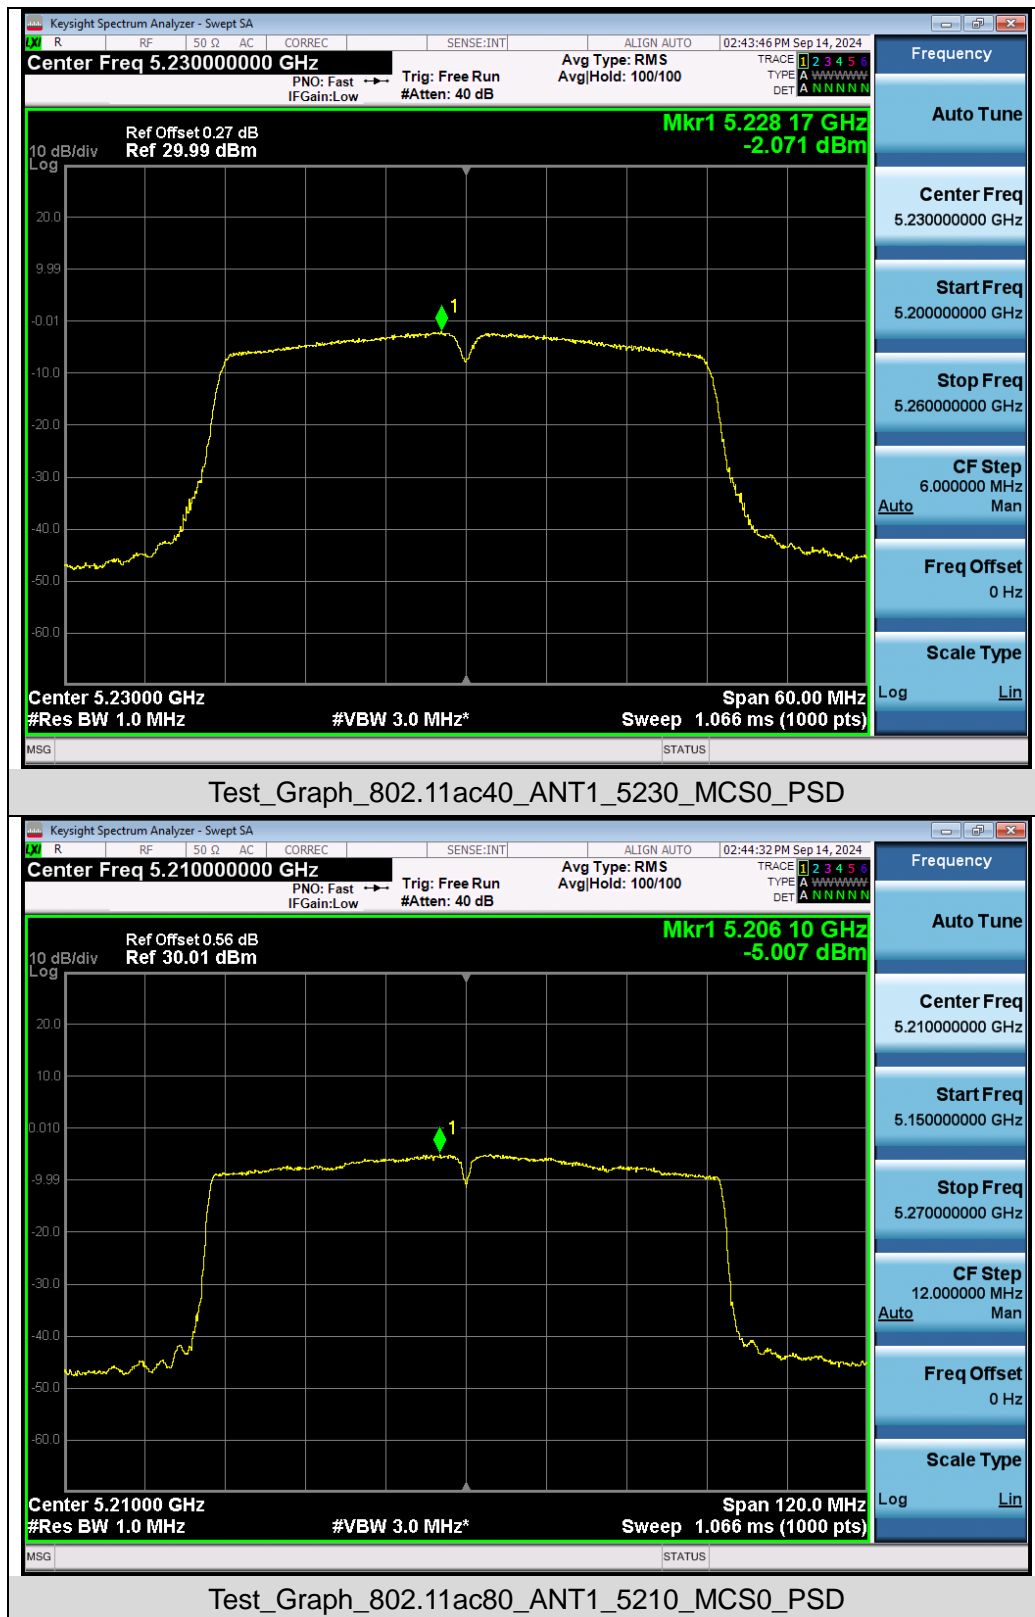 Keysight Spectrum Analyzer - Swept SA
LXI R RF 50 Ω AC CORREC SENSE:INT ALIGN AUTO 02:43:46 PM Sep 14, 2024
Center Freq 5.230000000 GHz Avg Type: RMS TRACE 1 2 3 4 5 6
PNO: Fast Trig: Free Run Avg|Hold: 100/100 TYPE A WWWWW
IFGain:Low #Atten: 40 dB DET A N N N N N
Frequency
Auto Tune
Ref Offset 0.27 dB Mkr1 5.228 17 GHz
10 dB/div Ref 29.99 dBm -2.071 dBm
Log
20.0
9.99
-0.01
-10.0
-20.0
-30.0
-40.0
-50.0
-60.0
1
Center Freq
5.230000000 GHz
Start Freq
5.200000000 GHz
Stop Freq
5.260000000 GHz
CF Step
6.000000 MHz
Auto Man
Freq Offset
0 Hz
Scale Type
Log Lin
Center 5.23000 GHz Span 60.00 MHz
#Res BW 1.0 MHz #VBW 3.0 MHz* Sweep 1.066 ms (1000 pts)
MSG STATUS
Test_Graph_802.11ac40_ANT1_5230_MCS0_PSD
Keysight Spectrum Analyzer - Swept SA
LXI R RF 50 Ω AC CORREC SENSE:INT ALIGN AUTO 02:44:32 PM Sep 14, 2024
Center Freq 5.210000000 GHz Avg Type: RMS TRACE 1 2 3 4 5 6
PNO: Fast Trig: Free Run Avg|Hold: 100/100 TYPE A WWWWW
IFGain:Low #Atten: 40 dB DET A N N N N N
Frequency
Auto Tune
Ref Offset 0.56 dB Mkr1 5.206 10 GHz
10 dB/div Ref 30.01 dBm -5.007 dBm
Log
20.0
10.0
0.010
-9.99
-20.0
-30.0
-40.0
-50.0
-60.0
1
Center Freq
5.210000000 GHz
Start Freq
5.150000000 GHz
Stop Freq
5.270000000 GHz
CF Step
12.000000 MHz
Auto Man
Freq Offset
0 Hz
Scale Type
Log Lin
Center 5.21000 GHz Span 120.0 MHz
#Res BW 1.0 MHz #VBW 3.0 MHz* Sweep 1.066 ms (1000 pts)
MSG STATUS
Test_Graph_802.11ac80_ANT1_5210_MCS0_PSD